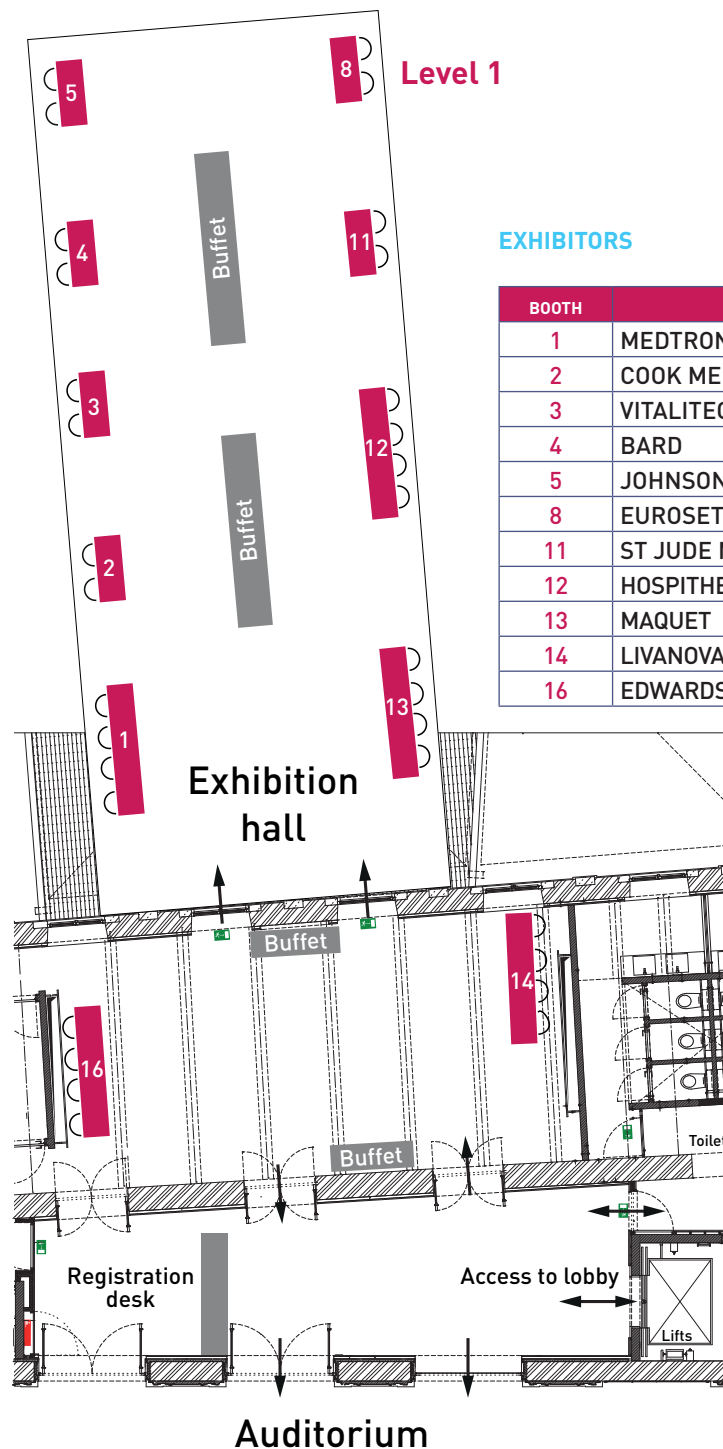 Level 1
5
8
4
Buffet
11
3
12
2
Buffet
1
13
Exhibition
hall
EXHIBITORS
BOOTH
1 MEDTRON
2 COOK ME
3 VITALITEC
4 BARD
5 JOHNSON
8 EUROSET
11 ST JUDE
12 HOSPITHE
13 MAQUET
14 LIVANOVA
16 EDWARDS
Buffet
14
16
Buffet
Toilet
Registration
desk
Access to lobby
Lifts
Auditorium